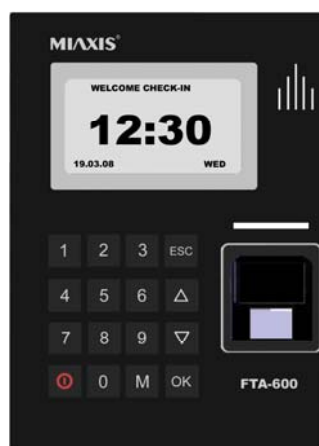 MIAXIS®
WELCOME CHECK-IN
12:30
19.03.08 WED
1 2 3 ESC
4 5 6
7 8 9
0 M OK
FTA-600